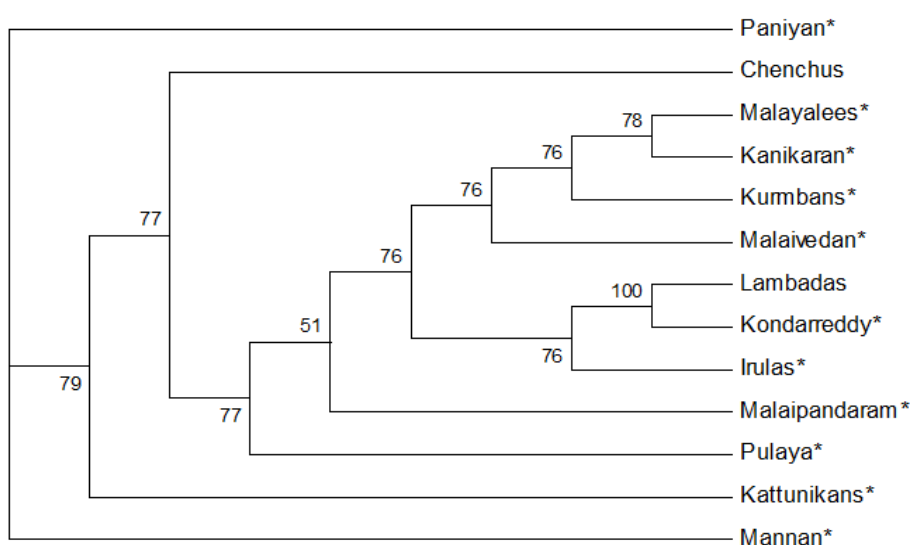 Paniyan*
Chenchus
78
Malayalees*
76
Kanikaran*
76
Kurmbans*
77
Malaivedan*
76
100
Lambadas
51
Kondarreddy*
76
Irulas*
79
77
Malaipandaram*
Pulaya*
Kattunikans*
Mannan*